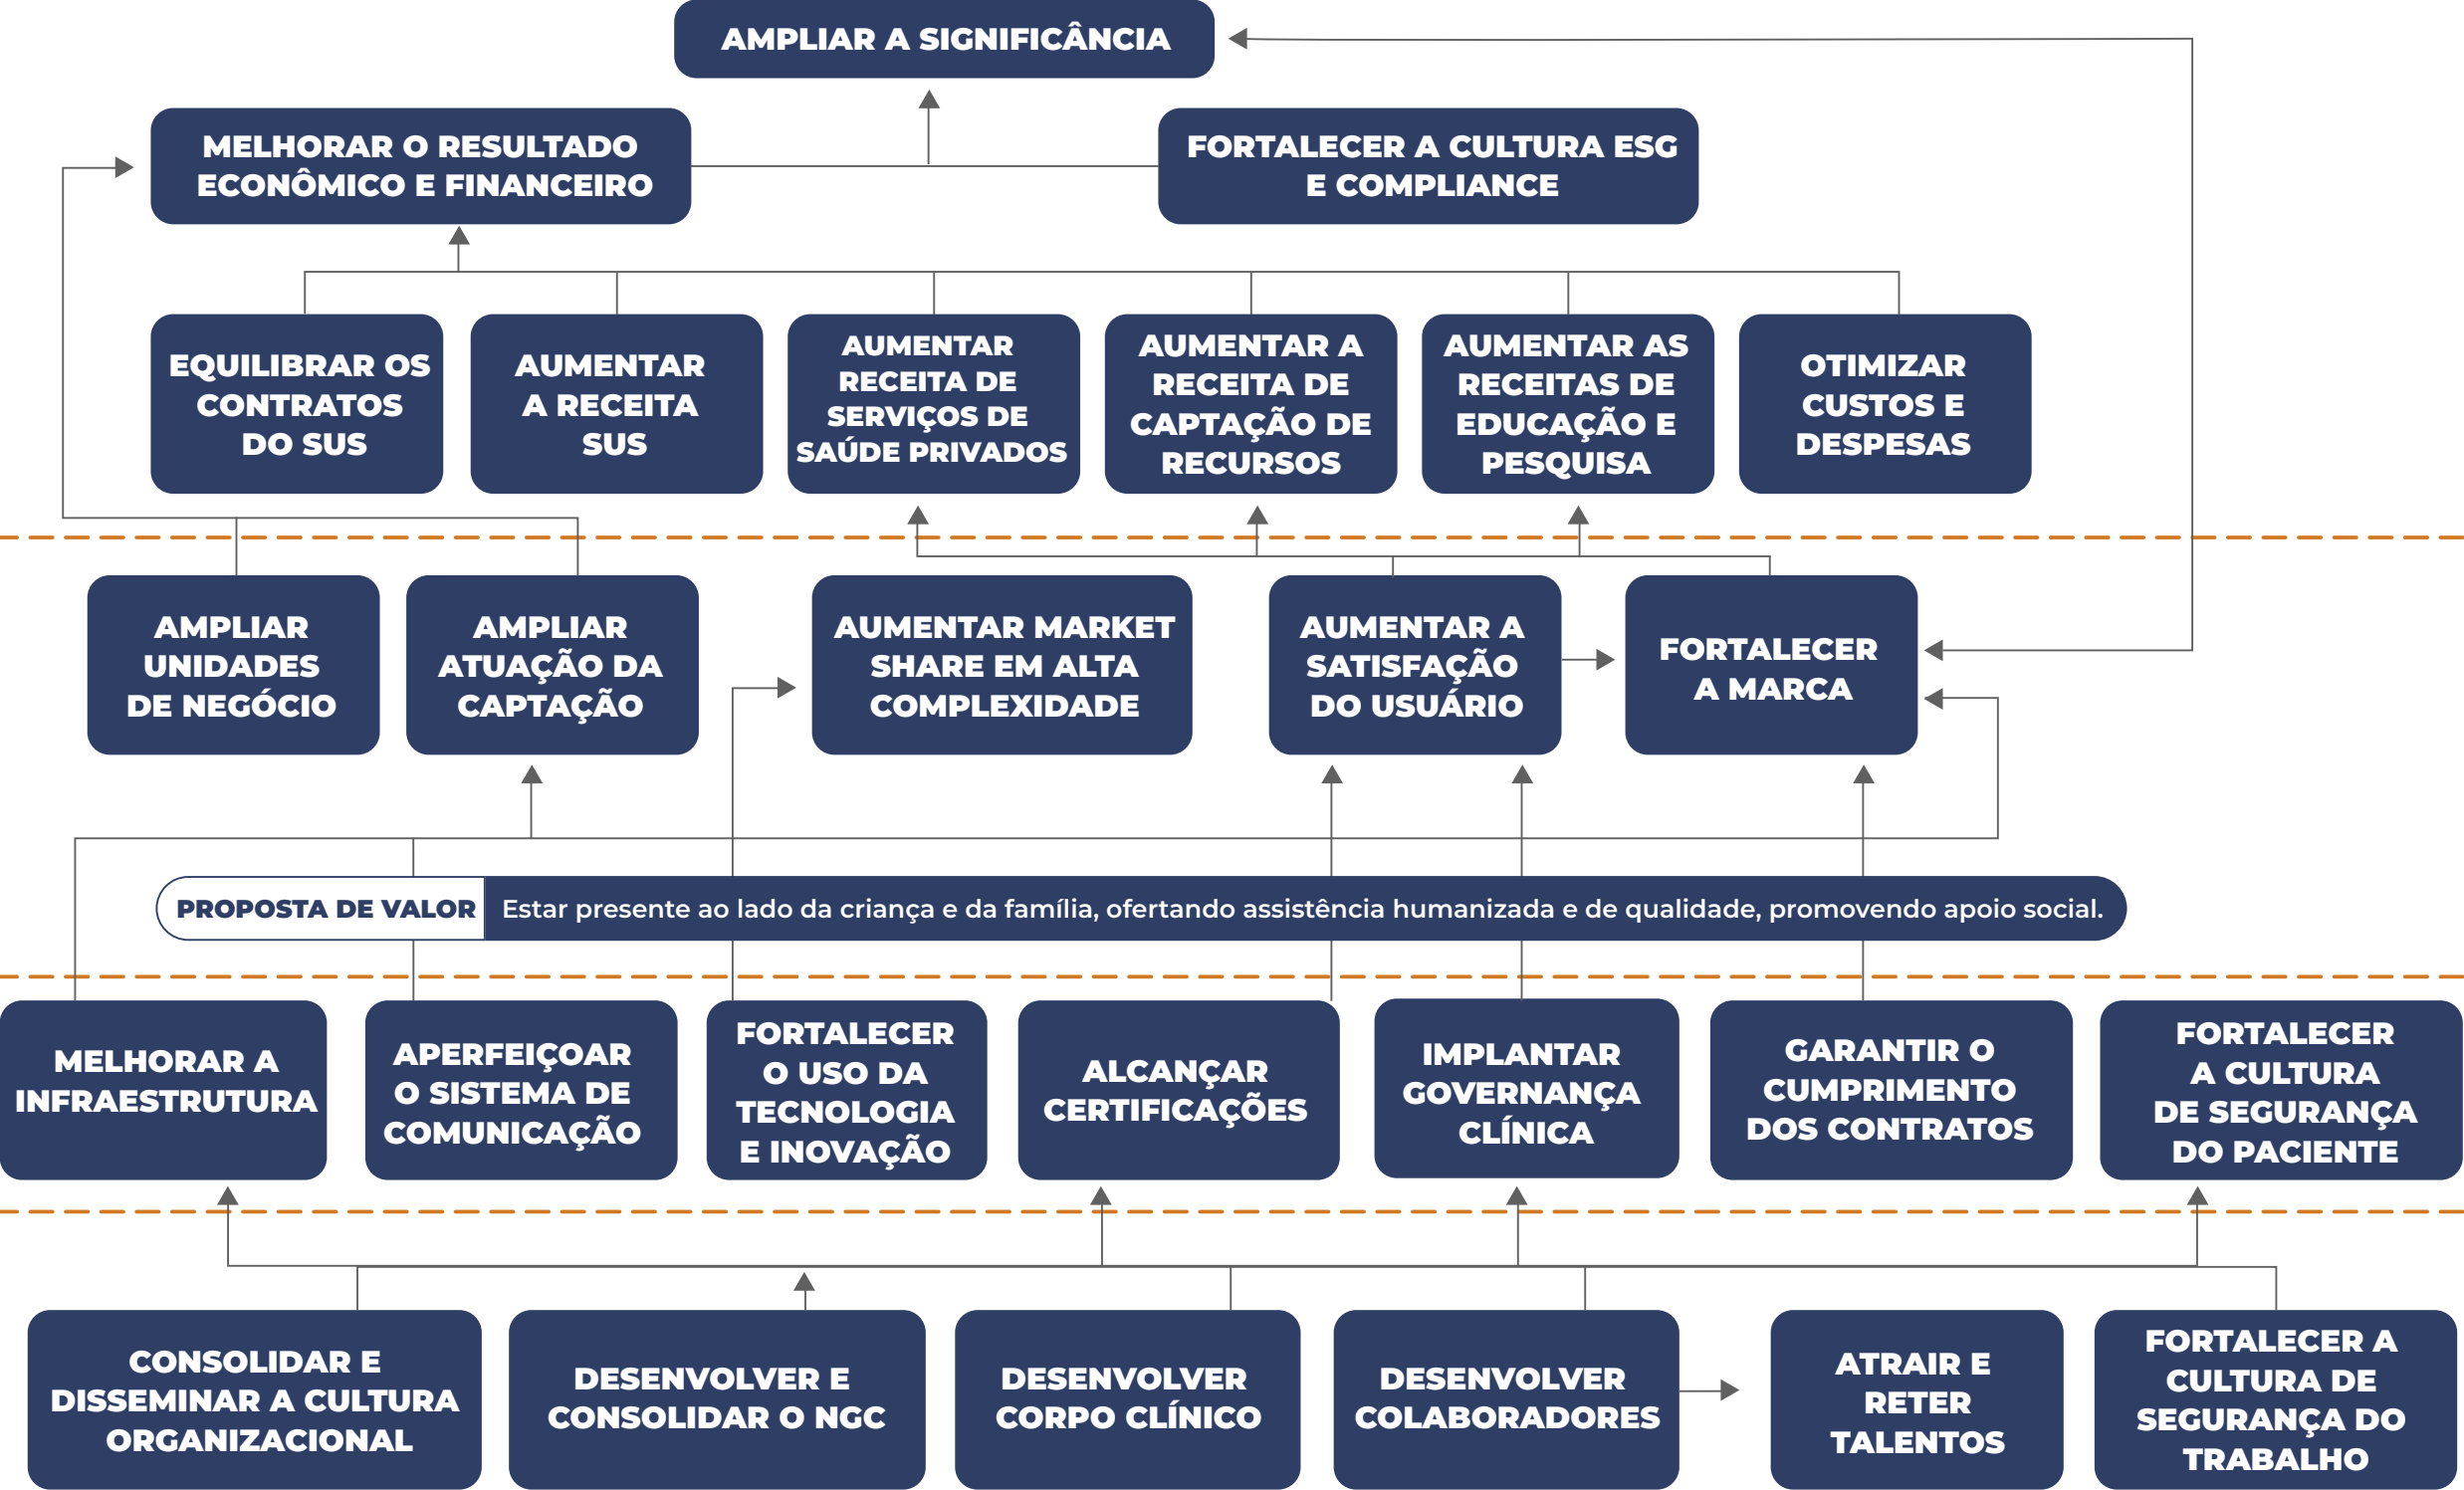 AMPLIAR A SIGNIFICÂNCIA
MELHORAR O RESULTADO
ECONÔMICO E FINANCEIRO
FORTALECER A CULTURA ESG
E COMPLIANCE
EQUILIBRAR OS
CONTRATOS
DO SUS
AUMENTAR
A RECEITA
SUS
AUMENTAR
RECEITA DE
SERVIÇOS DE
SAÚDE PRIVADOS
AUMENTAR A
RECEITA DE
CAPTAÇÃO DE
RECURSOS
AUMENTAR AS
RECEITAS DE
EDUCAÇÃO E
PESQUISA
OTIMIZAR
CUSTOS E
DESPESAS
AMPLIAR
UNIDADES
DE NEGÓCIO
AMPLIAR
ATUAÇÃO DA
CAPTAÇÃO
AUMENTAR MARKET
SHARE EM ALTA
COMPLEXIDADE
AUMENTAR A
SATISFAÇÃO
DO USUÁRIO
FORTALECER
A MARCA
PROPOSTA DE VALOR
Estar presente ao lado da criança e da família, ofertando assistência humanizada e de qualidade, promovendo apoio social.
MELHORAR A
INFRAESTRUTURA
APERFEIÇOAR
O SISTEMA DE
COMUNICAÇÃO
FORTALECER
O USO DA
TECNOLOGIA
E INOVAÇÃO
ALCANÇAR
CERTIFICAÇÕES
IMPLANTAR
GOVERNANÇA
CLÍNICA
GARANTIR O
CUMPRIMENTO
DOS CONTRATOS
FORTALECER
A CULTURA
DE SEGURANÇA
DO PACIENTE
CONSOLIDAR E
DISSEMINAR A CULTURA
ORGANIZACIONAL
DESENVOLVER E
CONSOLIDAR O NGC
DESENVOLVER
CORPO CLÍNICO
DESENVOLVER
COLABORADORES
ATRAIR E
RETER
TALENTOS
FORTALECER A
CULTURA DE
SEGURANÇA DO
TRABALHO